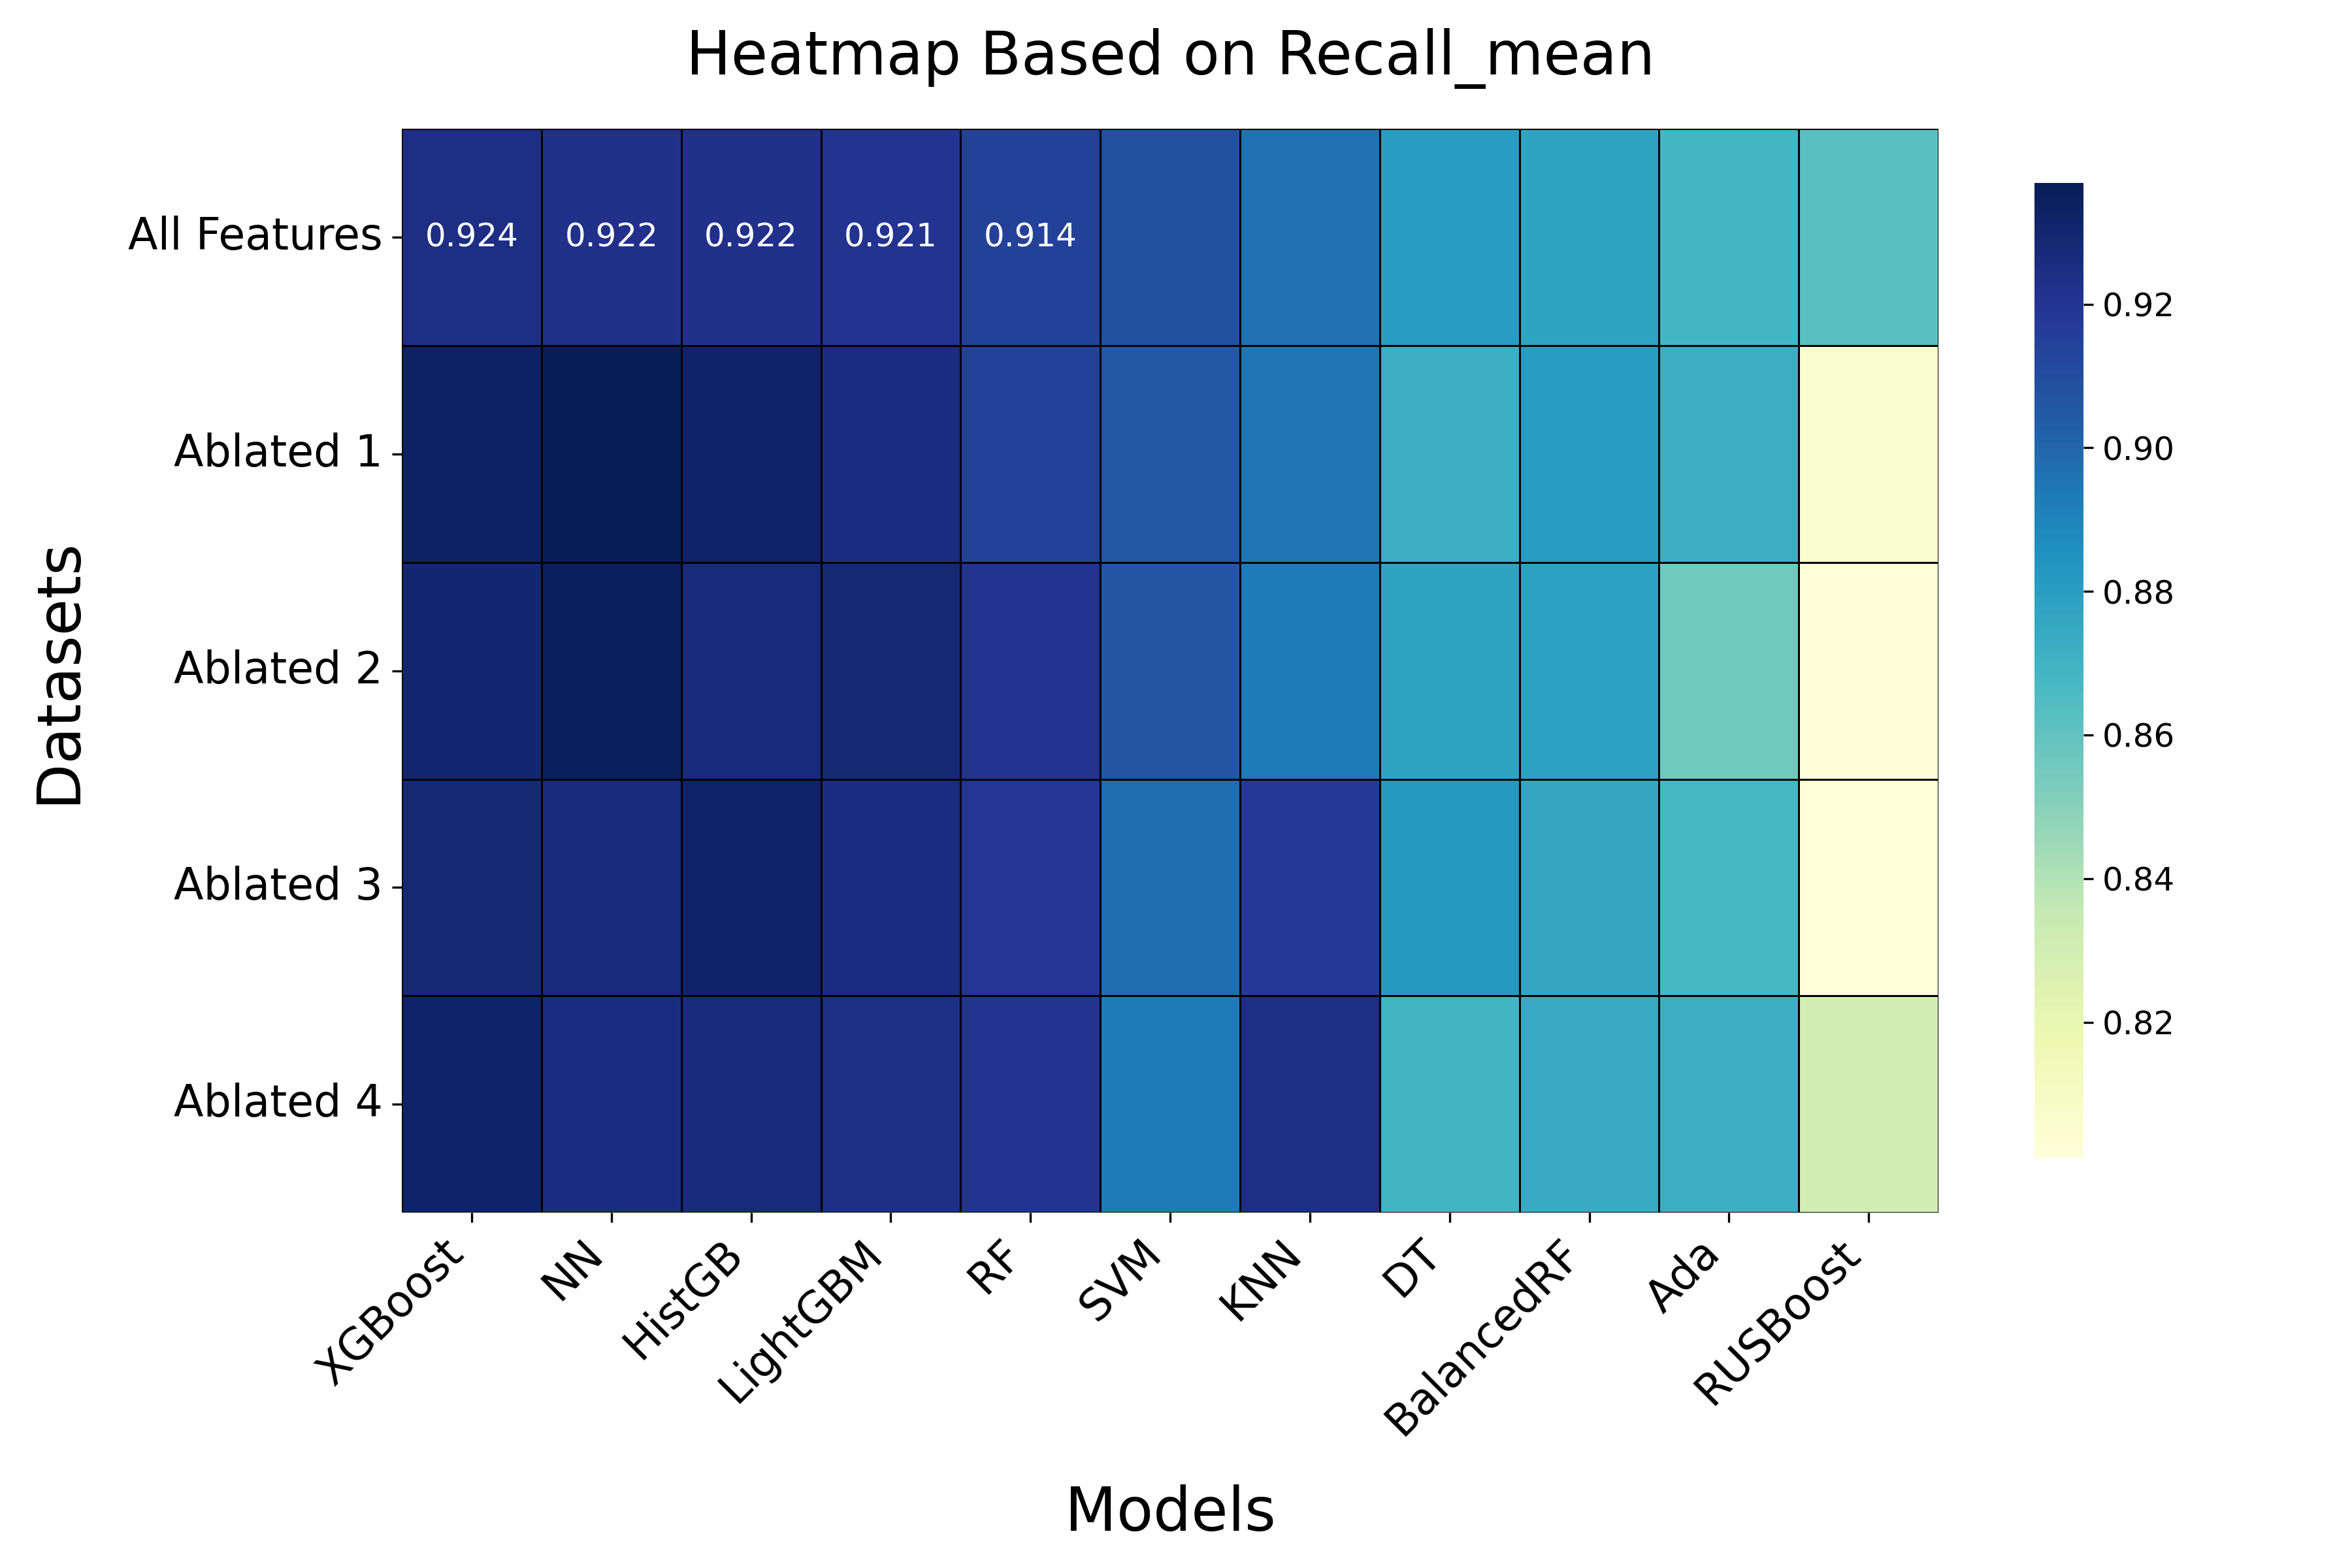 Heatmap Based on Recall_mean
Datasets
All Features
0.924 0.922 0.922 0.921 0.914
Ablated 1
Ablated 2
Ablated 3
Ablated 4
0.92
0.90
0.88
0.86
0.84
0.82
XGBoost
NN
HistGB
LightGBM
RF
SVM
KNN
DT
BalancedRF
Ada
RUSBoost
Models